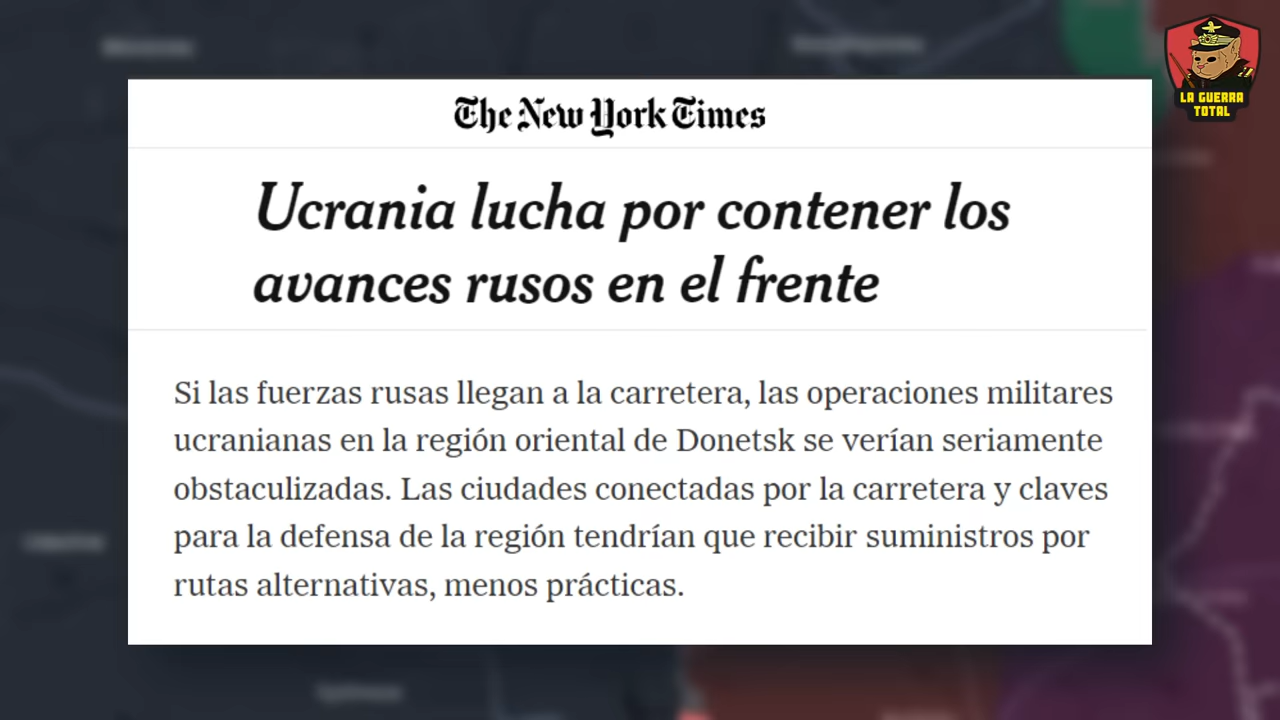 LA GUERRA
TOTAL
The New York Times
Ucrania lucha por contener los
avances rusos en el frente
Si las fuerzas rusas llegan a la carretera, las operaciones militares
ucranianas en la región oriental de Donetsk se verían seriamente
obstaculizadas. Las ciudades conectadas por la carretera y claves
para la defensa de la región tendrían que recibir suministros por
rutas alternativas, menos prácticas.